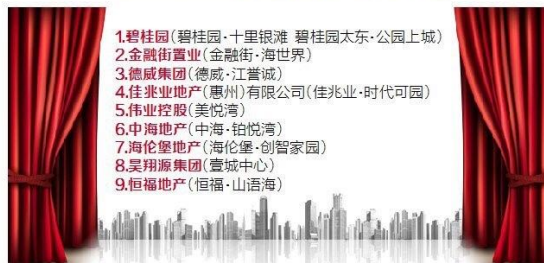 1.碧桂园(碧桂园·十里银滩 碧桂园太东·公园上城)
2.金融街置业(金融街·海世界)
3.德威集团(德威·江誉诚)
4.佳兆业地产(惠州)有限公司(佳兆业·时代可园)
5.伟业控股(美悦湾)
6.中海地产(中海·铂悦湾)
7.海伦堡地产(海伦堡·创智家园)
8.昊翔源集团(壹城中心)
9.恒福地产(恒福·山语海)